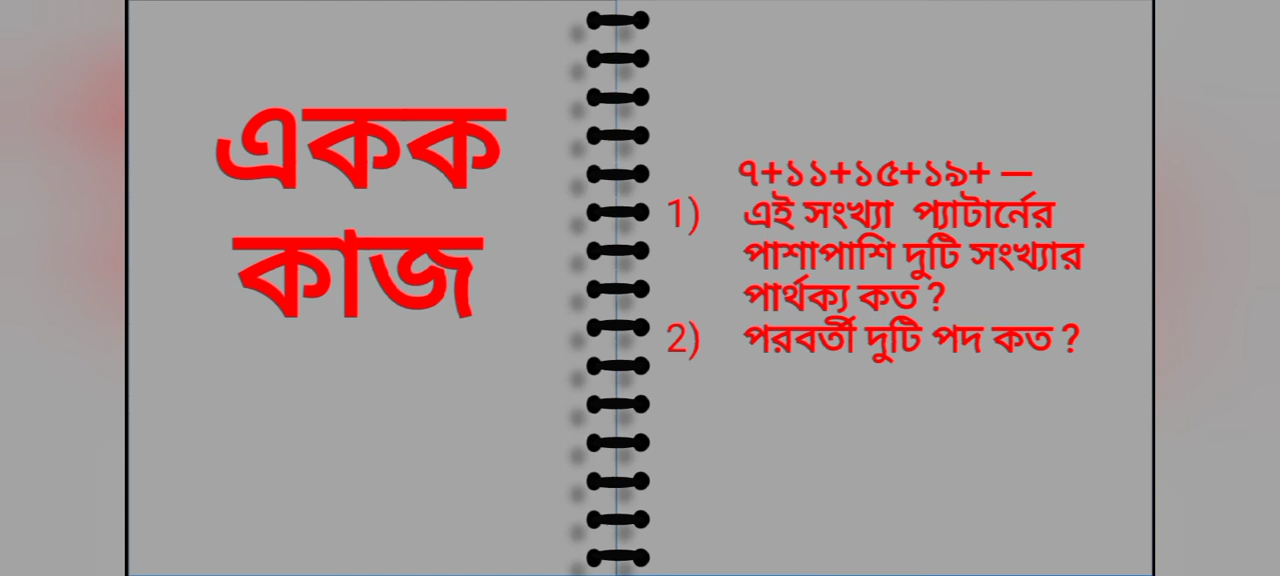 একক
কাজ
৭+১১+১৫+১৯+ —
1) এই সংখ্যা প্যাটার্নের
পাশাপাশি দুটি সংখ্যার
পার্থক্য কত ?
2) পরবর্তী দুটি পদ কত ?